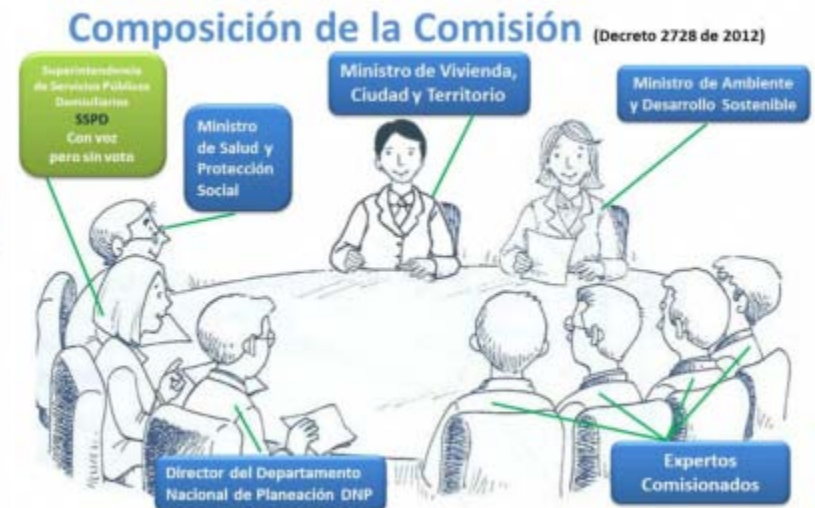 Composición de la Comisión (Decreto 2728 de 2012)
Superintendencia
de Servicios Públicos
Domiciliarios
SSPD
Con voz
pero sin voto
Ministro
de Salud y
Protección
Social
Ministro de Vivienda,
Ciudad y Territorio
Ministro de Ambiente
y Desarrollo Sostenible
Director del Departamento
Nacional de Planeación DNP
Expertos
Comisionados